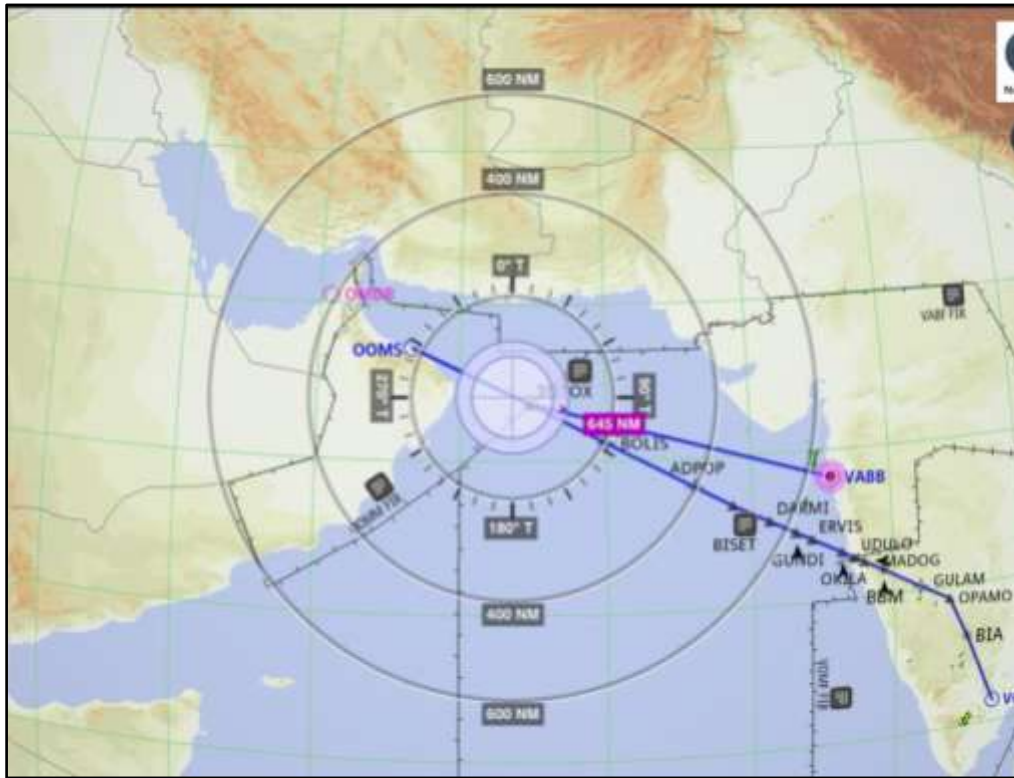 600 NM
400 NM
0° T
OMDB
OOMS
270° T
90° T
OX
645 NM
BOLIS
ADPOP
VABB
VABF FIR
180° T
DARMI
BISET
ERVIS
GUNDI
UDULO
MADOG
OKILA
BBM
GULAM
OPAMO
BIA
400 NM
600 NM